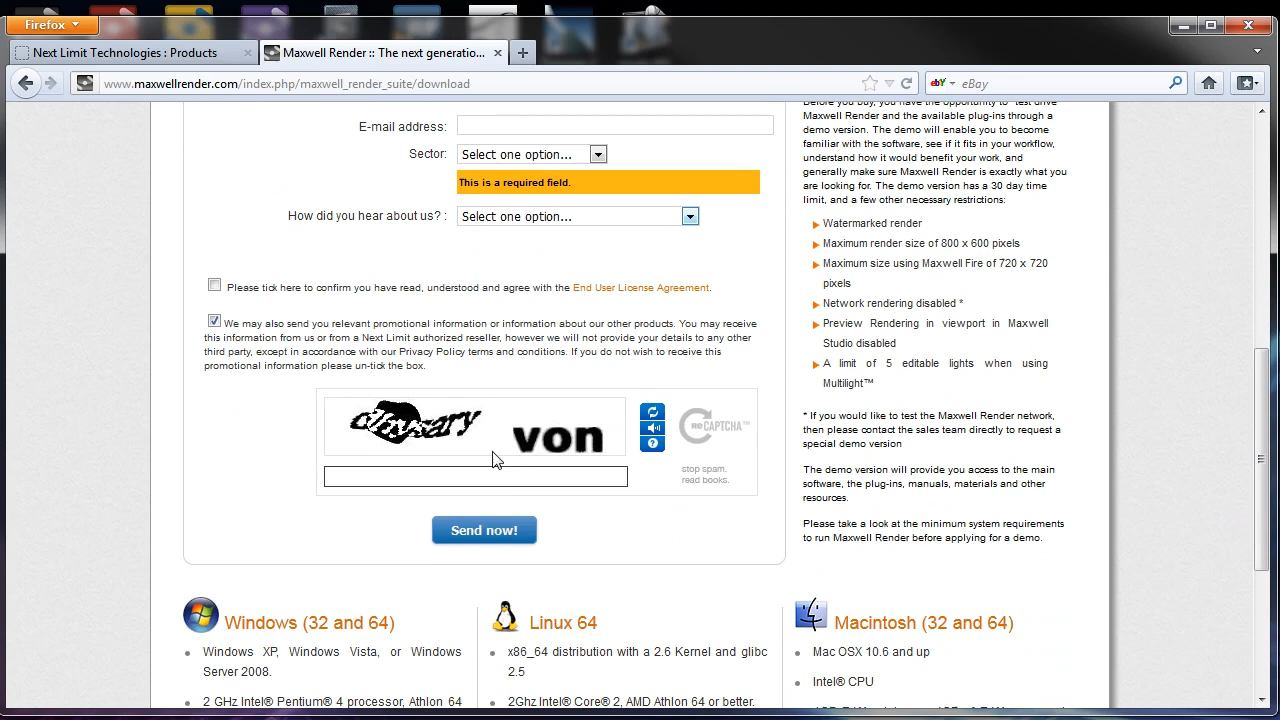 Firefox
Next Limit Technologies : Products
Maxwell Render :: The next generatio...
www.maxwellrender.com/index.php/maxwell_render_suite/download
eBay
E-mail address:
Sector:
Select one option...
This is a required field.
How did you hear about us? :
Select one option...
Please tick here to confirm you have read, understood and agree with the End User License Agreement.
We may also send you relevant promotional information or information about our other products. You may receive
this information from us or from a Next Limit authorized reseller, however we will not provide your details to any other
third party, except in accordance with our Privacy Policy terms and conditions. If you do not wish to receive this
promotional information please un-tick the box.
von
reCAPTCHA™
stop spam.
read books.
Send now!
Before you buy, you have the opportunity to test drive
Maxwell Render and the available plug-ins through a
demo version. The demo will enable you to become
familiar with the software, see if it fits in your workflow,
understand how it would benefit your work, and
generally make sure Maxwell Render is exactly what you
are looking for. The demo version has a 30 day time
limit, and a few other necessary restrictions:
Watermarked render
Maximum render size of 800 x 600 pixels
Maximum size using Maxwell Fire of 720 x 720
pixels
Network rendering disabled *
Preview Rendering in viewport in Maxwell
Studio disabled
A limit of 5 editable lights when using
Multilight™
* If you would like to test the Maxwell Render network,
then please contact the sales team directly to request a
special demo version
The demo version will provide you access to the main
software, the plug-ins, manuals, materials and other
resources.
Please take a look at the minimum system requirements
to run Maxwell Render before applying for a demo.
Windows (32 and 64)
Windows XP, Windows Vista, or Windows
Server 2008.
2 GHz Intel® Pentium® 4 processor, Athlon 64
Linux 64
x86_64 distribution with a 2.6 Kernel and glibc
2.5
2Ghz Intel® Core® 2, AMD Athlon 64 or better.
Macintosh (32 and 64)
Mac OSX 10.6 and up
Intel® CPU